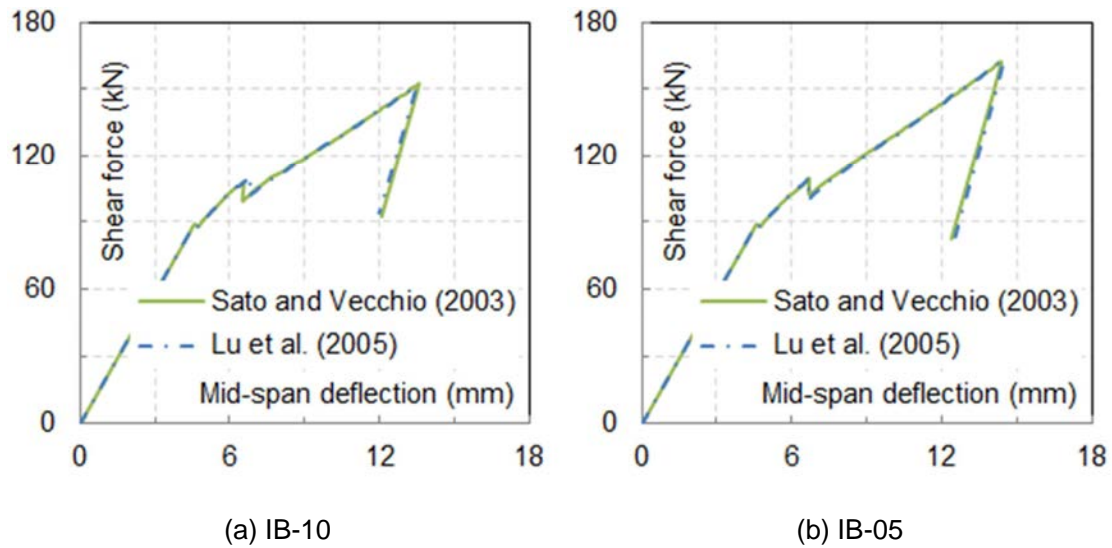 180
120
60
0
Shear force (kN)
Sato and Vecchio (2003)
Lu et al. (2005)
Mid-span deflection (mm)
0 6 12 18
(a) IB-10
180
120
60
0
Shear force (kN)
Sato and Vecchio (2003)
Lu et al. (2005)
Mid-span deflection (mm)
0 6 12 18
(b) IB-05